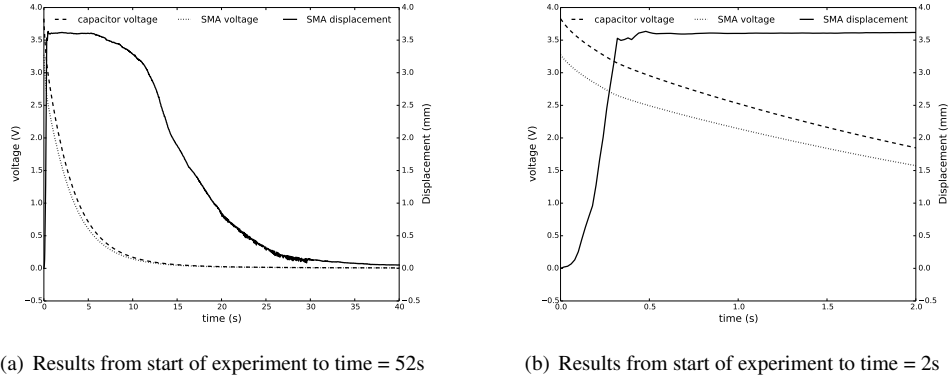 capacitor voltage SMA voltage SMA Displacement
4.0 4.0
3.5 3.5
3.0 3.0
2.5 2.5
2.0 2.0
1.5 1.5
1.0 1.0
0.5 0.5
0.0 0.0
−0.5 −0.5
0 5 10 15 20 25 30 35 40
voltage (V)
Displacement (mm)
time (s)
(a) Results from start of experiment to time = 52s
capacitor voltage SMA voltage SMA Displacement
4.0 4.0
3.5 3.5
3.0 3.0
2.5 2.5
2.0 2.0
1.5 1.5
1.0 1.0
0.5 0.5
0.0 0.0
−0.5 −0.5
0.0 0.5 1.0 1.5 2.0
voltage (V)
Displacement (mm)
time (s)
(b) Results from start of experiment to time = 2s